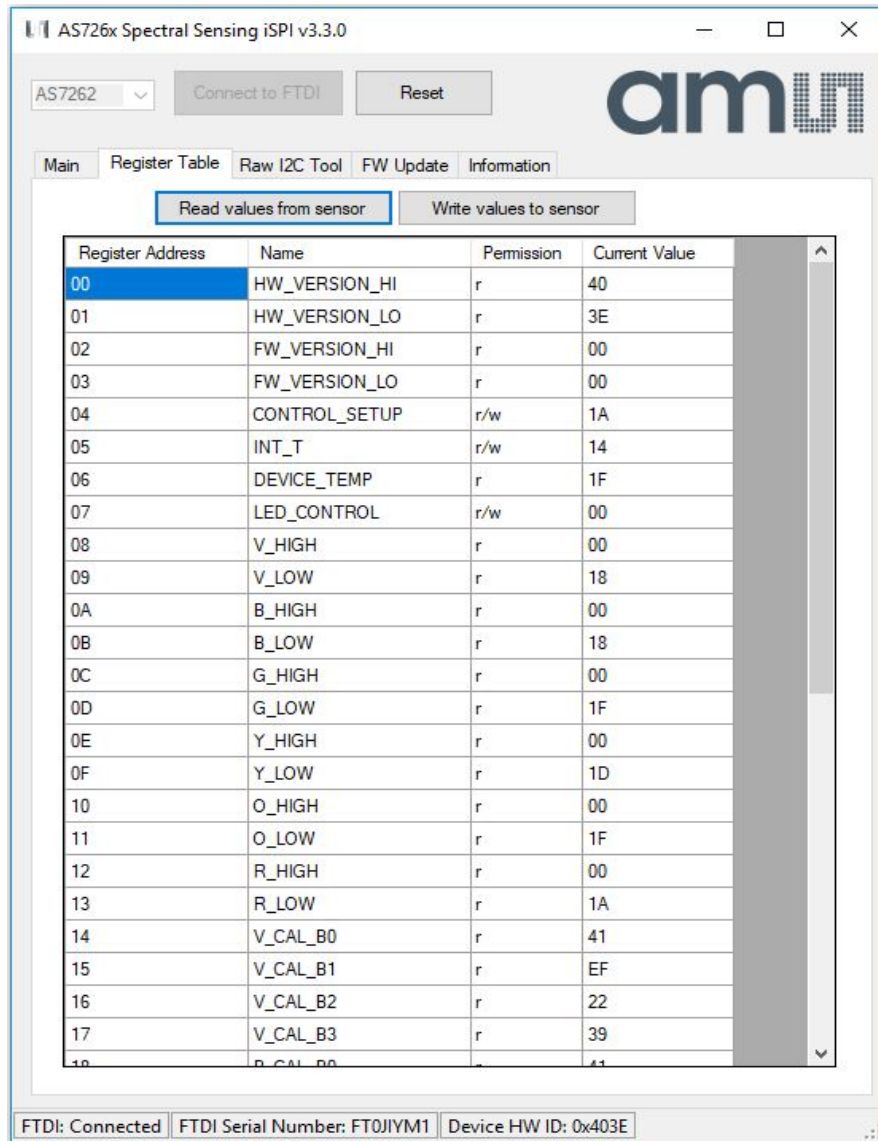 AS726x Spectral Sensing iSPI v3.3.0
AS7262 Connect to FTDI Reset
am
Main Register Table Raw I2C Tool FW Update Information
Read values from sensor Write values to sensor
Register Address Name Permission Current Value
00 HW_VERSION_HI r 40
01 HW_VERSION_LO r 3E
02 FW_VERSION_HI r 00
03 FW_VERSION_LO r 00
04 CONTROL_SETUP r/w 1A
05 INT_T r/w 14
06 DEVICE_TEMP r 1F
07 LED_CONTROL r/w 00
08 V_HIGH r 00
09 V_LOW r 18
0A B_HIGH r 00
0B B_LOW r 18
0C G_HIGH r 00
0D G_LOW r 1F
0E Y_HIGH r 00
0F Y_LOW r 1D
10 O_HIGH r 00
11 O_LOW r 1F
12 R_HIGH r 00
13 R_LOW r 1A
14 V_CAL_B0 r 41
15 V_CAL_B1 r EF
16 V_CAL_B2 r 22
17 V_CAL_B3 r 39
FTDI: Connected FTDI Serial Number: FT0JIYM1 Device HW ID: 0x403E